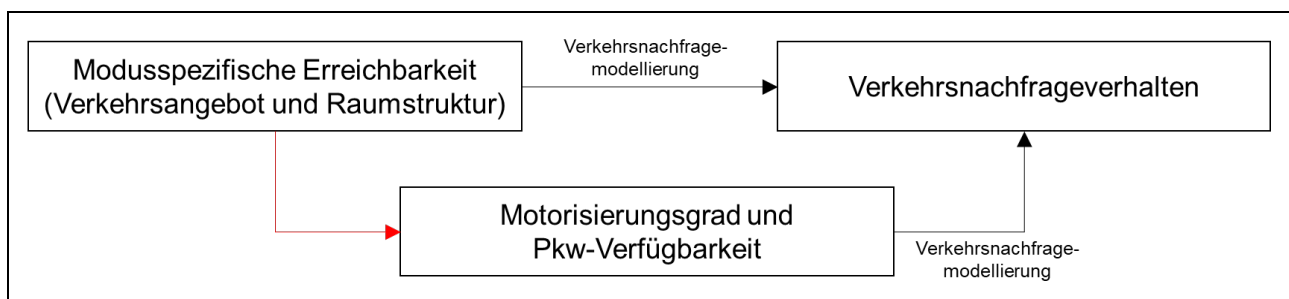 Modusspezifische Erreichbarkeit
(Verkehrsangebot und Raumstruktur)
Verkehrsnachfrage-
modellierung
Verkehrsnachfrageverhalten
Motorisierungsgrad und
Pkw-Verfügbarkeit
Verkehrsnachfrage-
modellierung